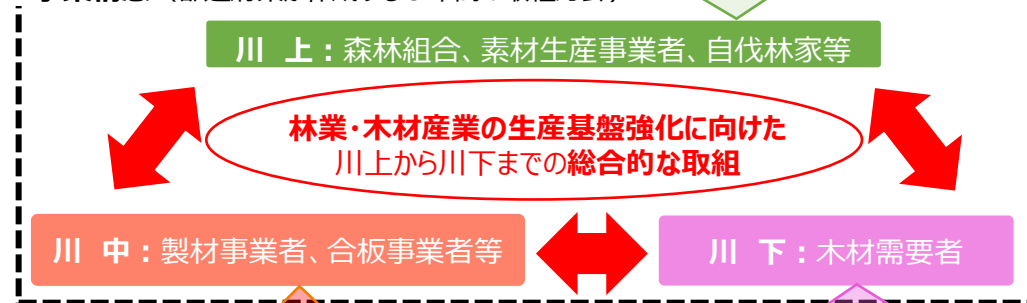 川 上：森林組合、素材生産事業者、自伐林家等
林業・木材産業の生産基盤強化に向けた
川上から川下までの総合的な取組
川 中：製材事業者、合板事業者等
川 下：木材需要者